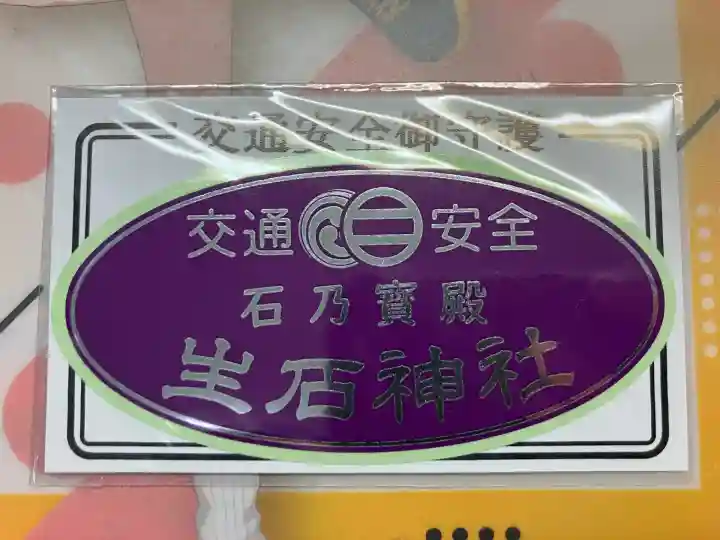 交通安全御守護
交通 安全
石乃寶殿
生石神社